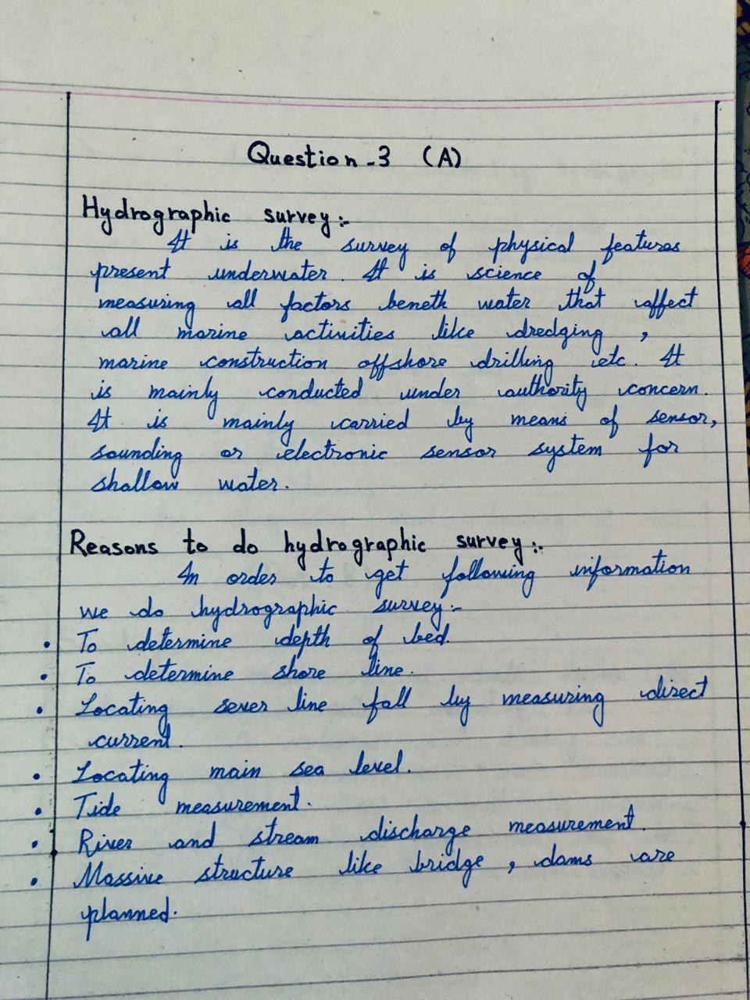 Question-3 (A)
Hydrographic survey:-
It is the survey of physical features
present underwater. It is science of
measuring all factors beneth water that affect
all marine activities like dredging ,
marine construction offshore drilling etc. It
is mainly conducted under authority concern.
It is mainly carried by means of sensor,
sounding or electronic sensor system for
shallow water.
Reasons to do hydrographic survey:-
In order to get following information
we do hydrographic survey:-
• To determine depth of bed.
• To determine shore line.
• Locating sewer line fall by measuring direct
current.
• Locating main sea level.
• Tide measurement.
• River and stream discharge measurement.
• Massive structure like bridge , dams are
planned.